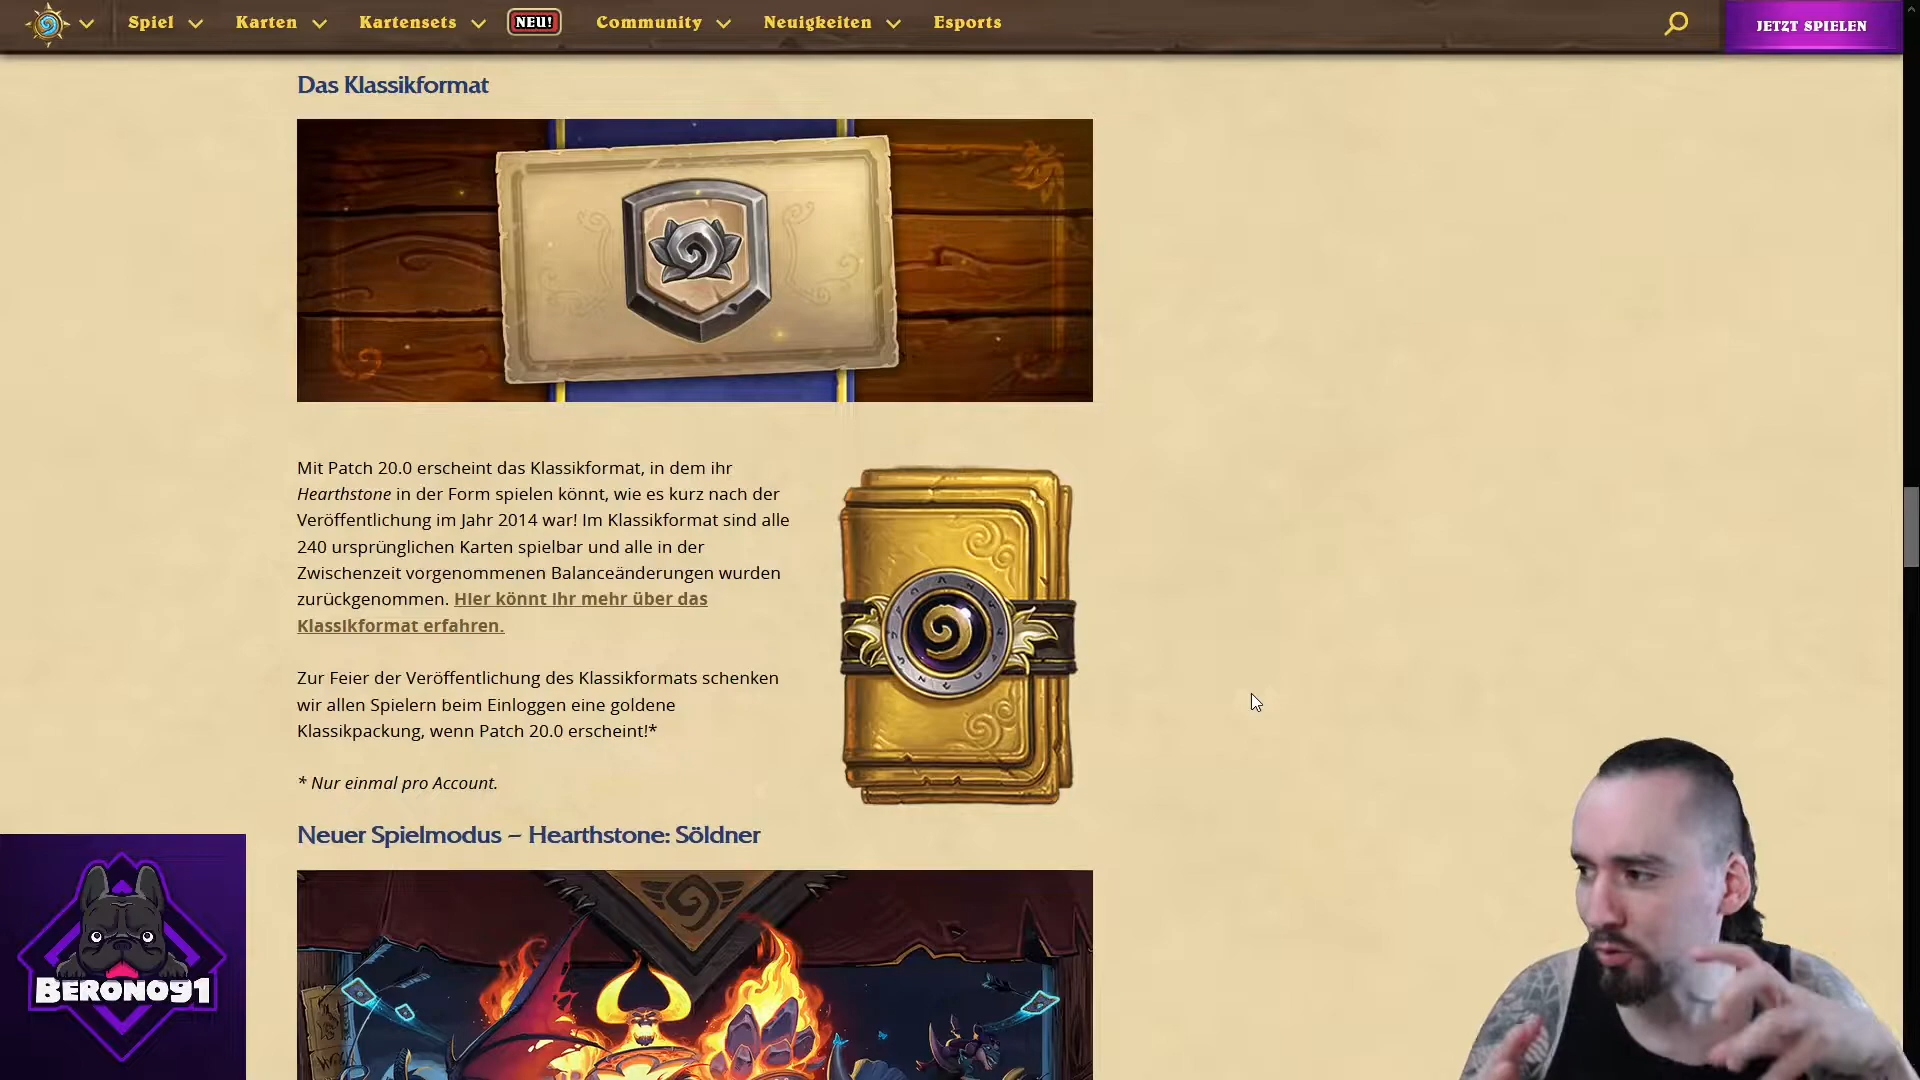 Spiel
Karten
Kartensets
NEU!
Community
Neuigkeiten
Esports
JETZT SPIELEN
Das Klassikformat
Mit Patch 20.0 erscheint das Klassikformat, in dem ihr
Hearthstone in der Form spielen könnt, wie es kurz nach der
Veröffentlichung im Jahr 2014 war! Im Klassikformat sind alle
240 ursprünglichen Karten spielbar und alle in der
Zwischenzeit vorgenommenen Balanceänderungen wurden
zurückgenommen. Hier könnt ihr mehr über das
Klassikformat erfahren.
Zur Feier der Veröffentlichung des Klassikformats schenken
wir allen Spielern beim Einloggen eine goldene
Klassikpackung, wenn Patch 20.0 erscheint!*
* Nur einmal pro Account.
Neuer Spielmodus – Hearthstone: Söldner
BERONO91